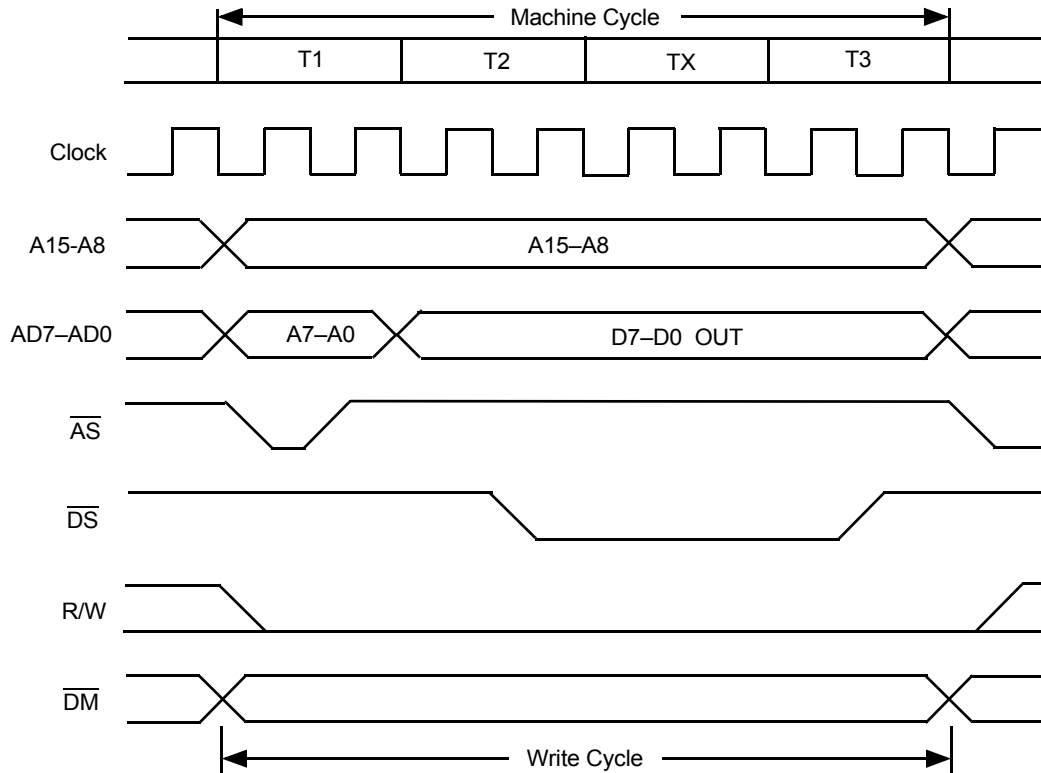 Machine Cycle
T1 T2 TX T3
Clock
A15-A8 A15–A8
AD7–AD0 A7–A0 D7–D0 OUT
AS
DS
R/W
DM
Write Cycle